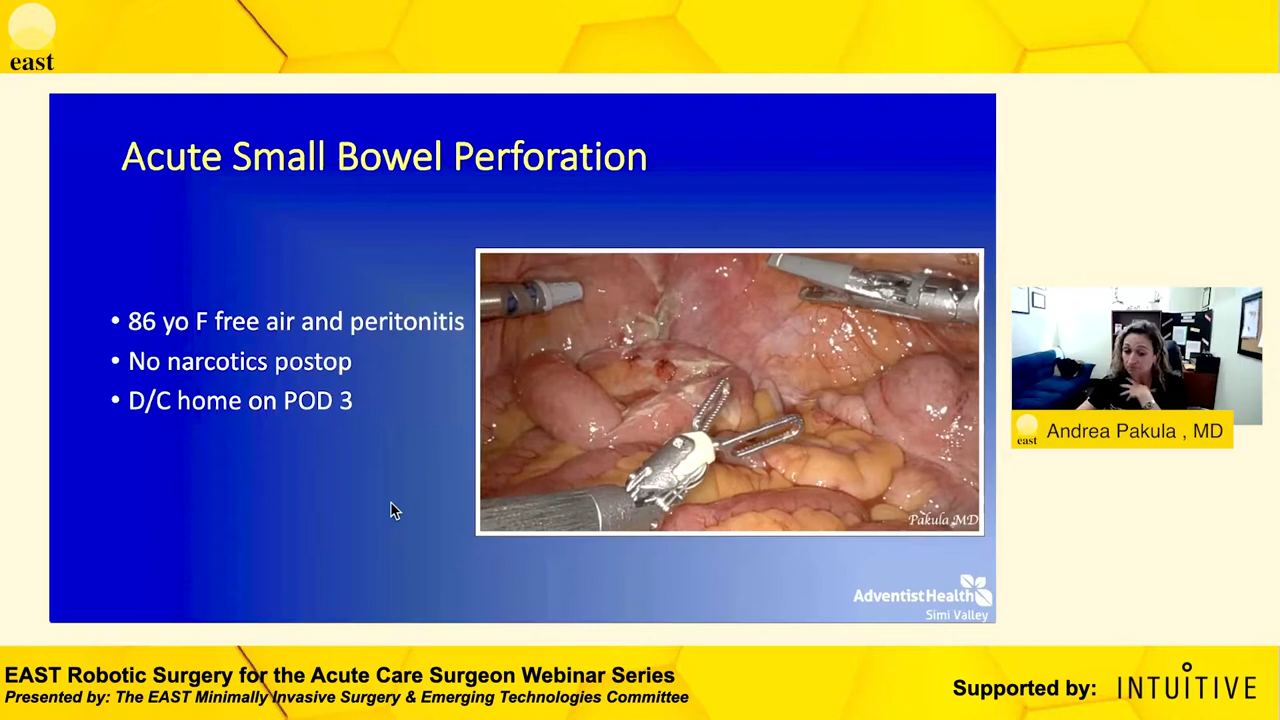 east
Acute Small Bowel Perforation
• 86 yo F free air and peritonitis
• No narcotics postop
• D/C home on POD 3
Pakula MD
AdventistHealth
Simi Valley
east
Andrea Pakula , MD
EAST Robotic Surgery for the Acute Care Surgeon Webinar Series
Presented by: The EAST Minimally Invasive Surgery & Emerging Technologies Committee
Supported by: INTUITIVE